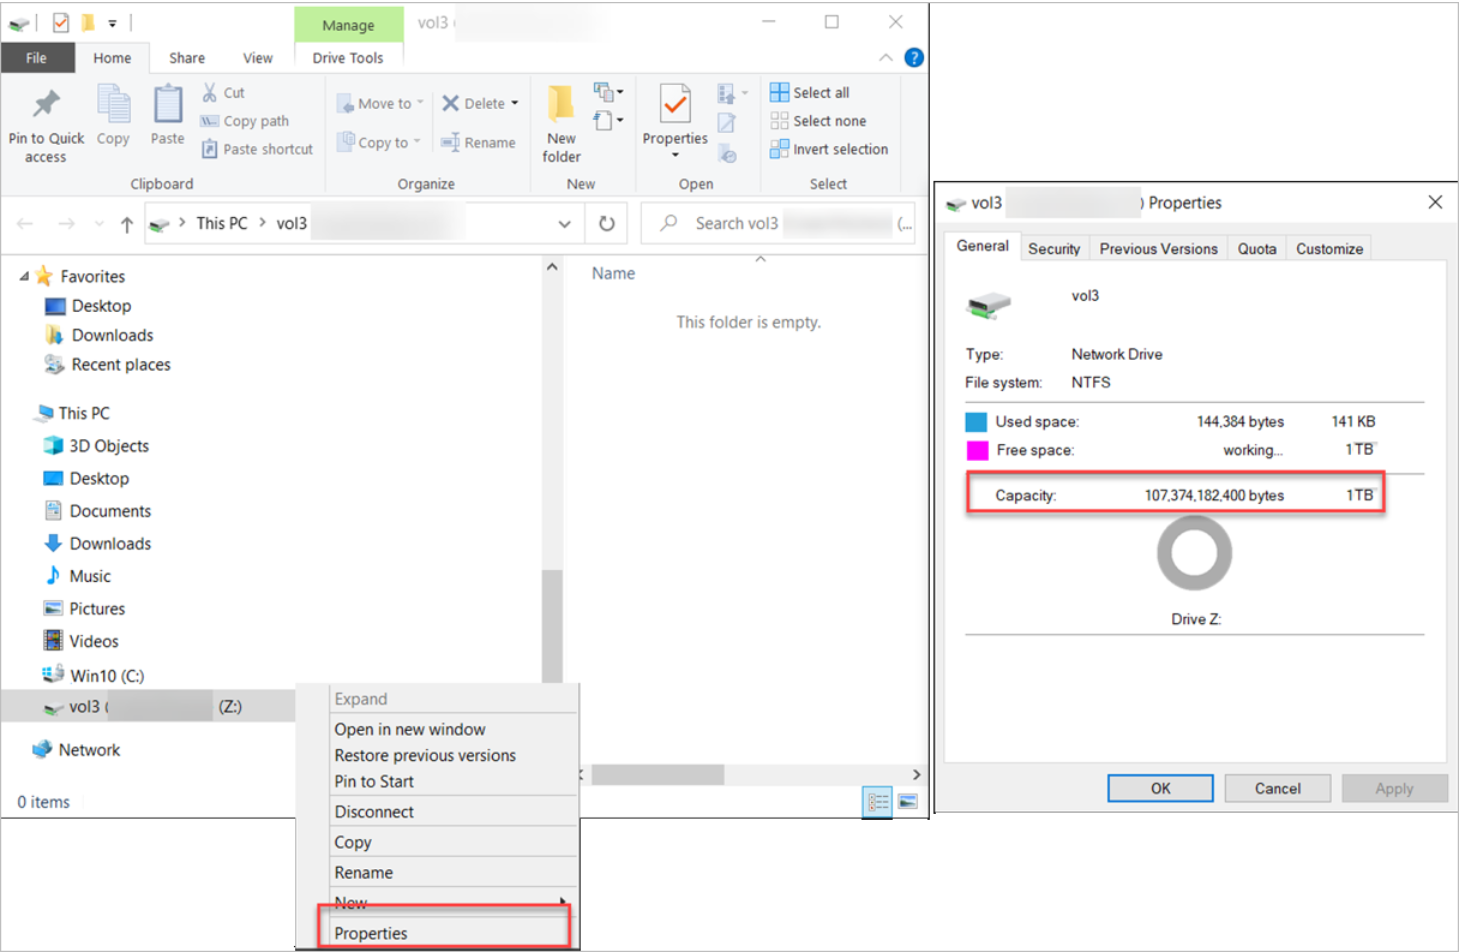 Manage
vol3 (
File
Home
Share
View
Drive Tools
Pin to Quick access
Copy
Paste
Cut
Copy path
Paste shortcut
Move to
Copy to
Delete
Rename
New folder
Properties
Select all
Select none
Invert selection
Clipboard
Organize
New
Open
Select
This PC
vol3
Search vol3
(...
Favorites
Desktop
Downloads
Recent places
This PC
3D Objects
Desktop
Documents
Downloads
Music
Pictures
Videos
Win10 (C:)
vol3 (
(Z:)
Network
0 items
Name
This folder is empty.
Expand
Open in new window
Restore previous versions
Pin to Start
Disconnect
Copy
Rename
New
Properties
vol3
) Properties
General
Security
Previous Versions
Quota
Customize
vol3
Type: Network Drive
File system: NTFS
Used space: 144,384 bytes 141 KB
Free space: working... 1TB
Capacity: 107,374,182,400 bytes 1TB
Drive Z:
OK
Cancel
Apply